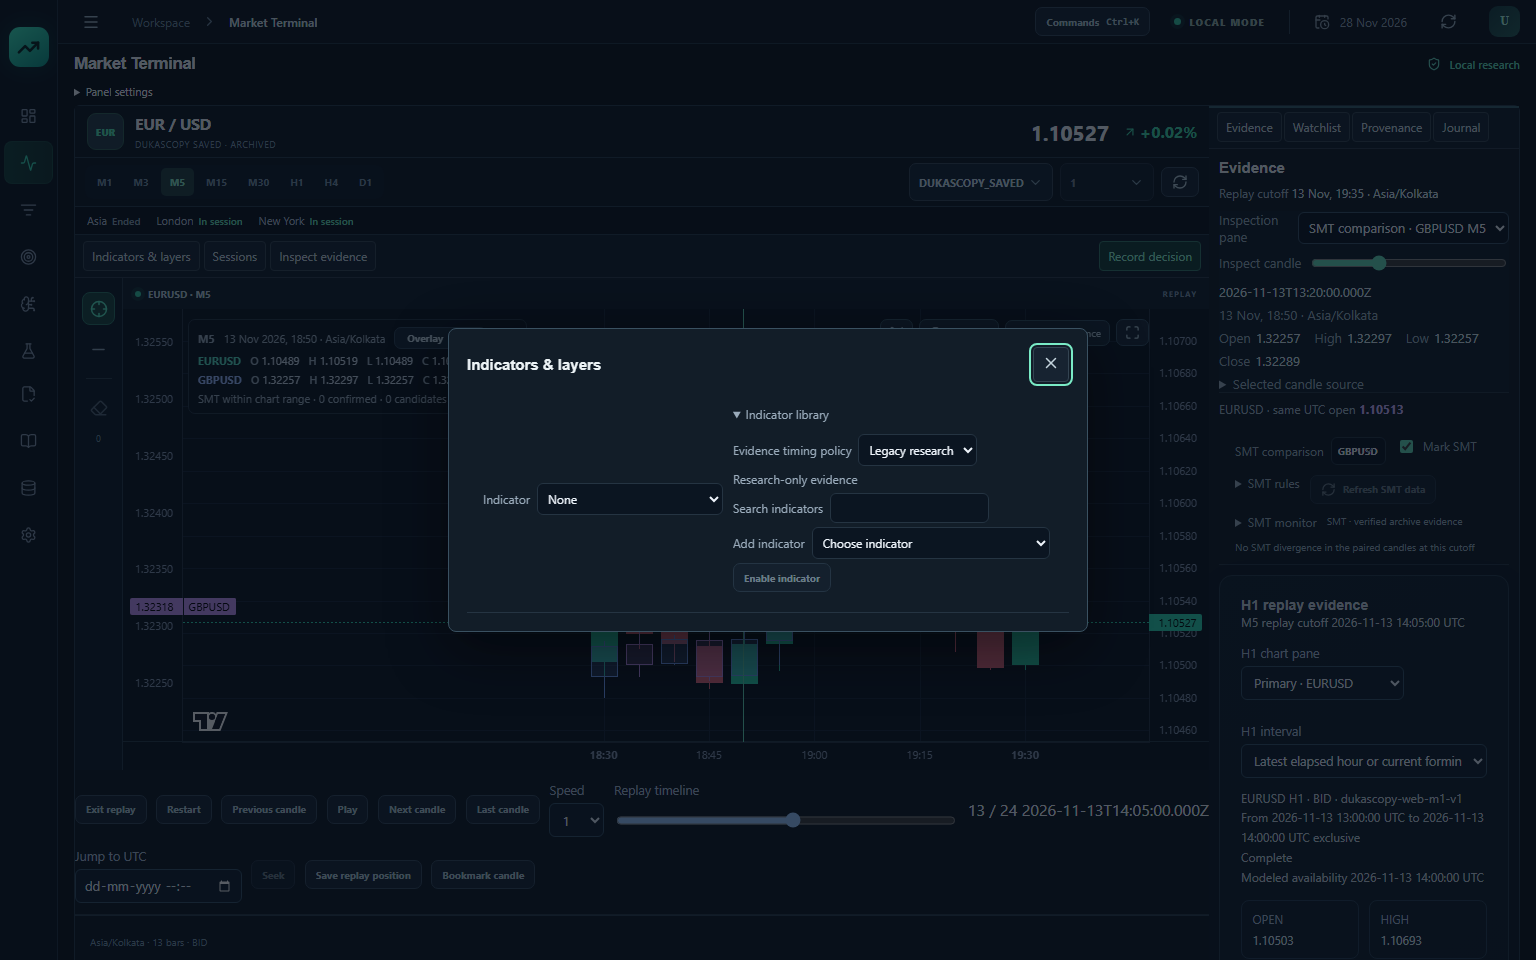 Workspace
Market Terminal
Commands Ctrl+K
LOCAL MODE
28 Nov 2026
U
Market Terminal
Local research
Panel settings
EUR
EUR / USD
DUKASCOPY SAVED · ARCHIVED
1.10527
+0.02%
M1 M3 M5 M15 M30 H1 H4 D1
DUKASCOPY_SAVED
1
Asia Ended London In session New York In session
Indicators & layers
Sessions
Inspect evidence
Record decision
EURUSD · M5
REPLAY
M5 13 Nov 2026, 18:50 · Asia/Kolkata
Overlay
EURUSD O 1.10489 H 1.10519 L 1.10489 C 1.10
GBPUSD O 1.32257 H 1.32297 L 1.32257 C 1.3
SMT within chart range · 0 confirmed · 0 candidates
0
1.32550
1.32500
1.32450
1.32400
1.32350
1.32318 GBPUSD
1.32300
1.32250
1.10700
1.10680
1.10660
1.10640
1.10620
1.10600
1.10580
1.10560
1.10540
1.10527
1.10520
1.10500
1.10480
1.10460
18:30
18:45
19:00
19:15
19:30
Indicators & layers
Indicator
None
Indicator library
Evidence timing policy
Legacy research
Research-only evidence
Search indicators
Add indicator
Choose indicator
Enable indicator
Exit replay
Restart
Previous candle
Play
Next candle
Last candle
Speed
1
Replay timeline
13 / 24 2026-11-13T14:05:00.000Z
Jump to UTC
dd-mm-yyyy --:--
Seek
Save replay position
Bookmark candle
Asia/Kolkata · 13 bars · BID
Evidence
Watchlist
Provenance
Journal
Evidence
Replay cutoff 13 Nov, 19:35 · Asia/Kolkata
Inspection pane
SMT comparison · GBPUSD M5
Inspect candle
2026-11-13T13:20:00.000Z
13 Nov, 18:50 · Asia/Kolkata
Open 1.32257 High 1.32297 Low 1.32257
Close 1.32289
Selected candle source
EURUSD · same UTC open 1.10513
SMT comparison
GBPUSD
Mark SMT
SMT rules
Refresh SMT data
SMT monitor
SMT · verified archive evidence
No SMT divergence in the paired candles at this cutoff
H1 replay evidence
M5 replay cutoff 2026-11-13 14:05:00 UTC
H1 chart pane
Primary · EURUSD
H1 interval
Latest elapsed hour or current formin
EURUSD H1 · BID · dukascopy-web-m1-v1
From 2026-11-13 13:00:00 UTC to 2026-11-13
14:00:00 UTC exclusive
Complete
Modeled availability 2026-11-13 14:00:00 UTC
OPEN
1.10503
HIGH
1.10693